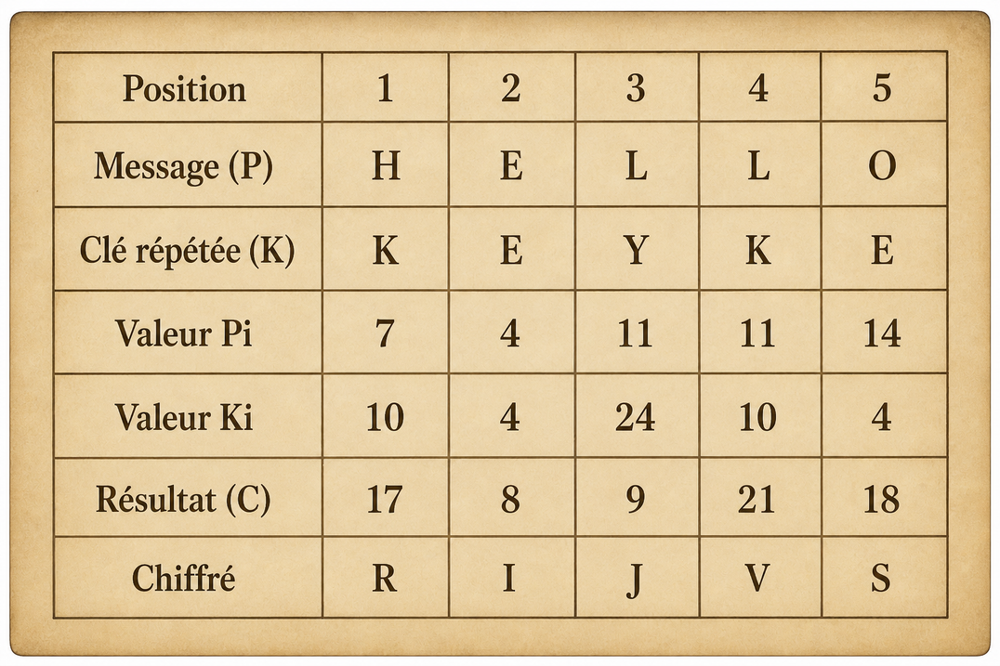 Position 1 2 3 4 5
Message (P) H E L L O
Clé répétée (K) K E Y K E
Valeur Pi 7 4 11 11 14
Valeur Ki 10 4 24 10 4
Résultat (C) 17 8 9 21 18
Chiffré R I J V S